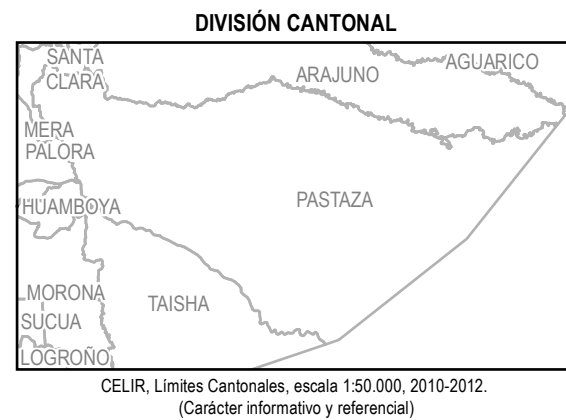 DIVISIÓN CANTONAL
SANTA
CLARA
ARAJUNO
AGUARICO
MERA
PALORA
HUAMBOYA
PASTAZA
MORONA
TAISHA
SUCUA
LOGROÑO
CELIR, Límites Cantonales, escala 1:50.000, 2010-2012.
(Carácter informativo y referencial)